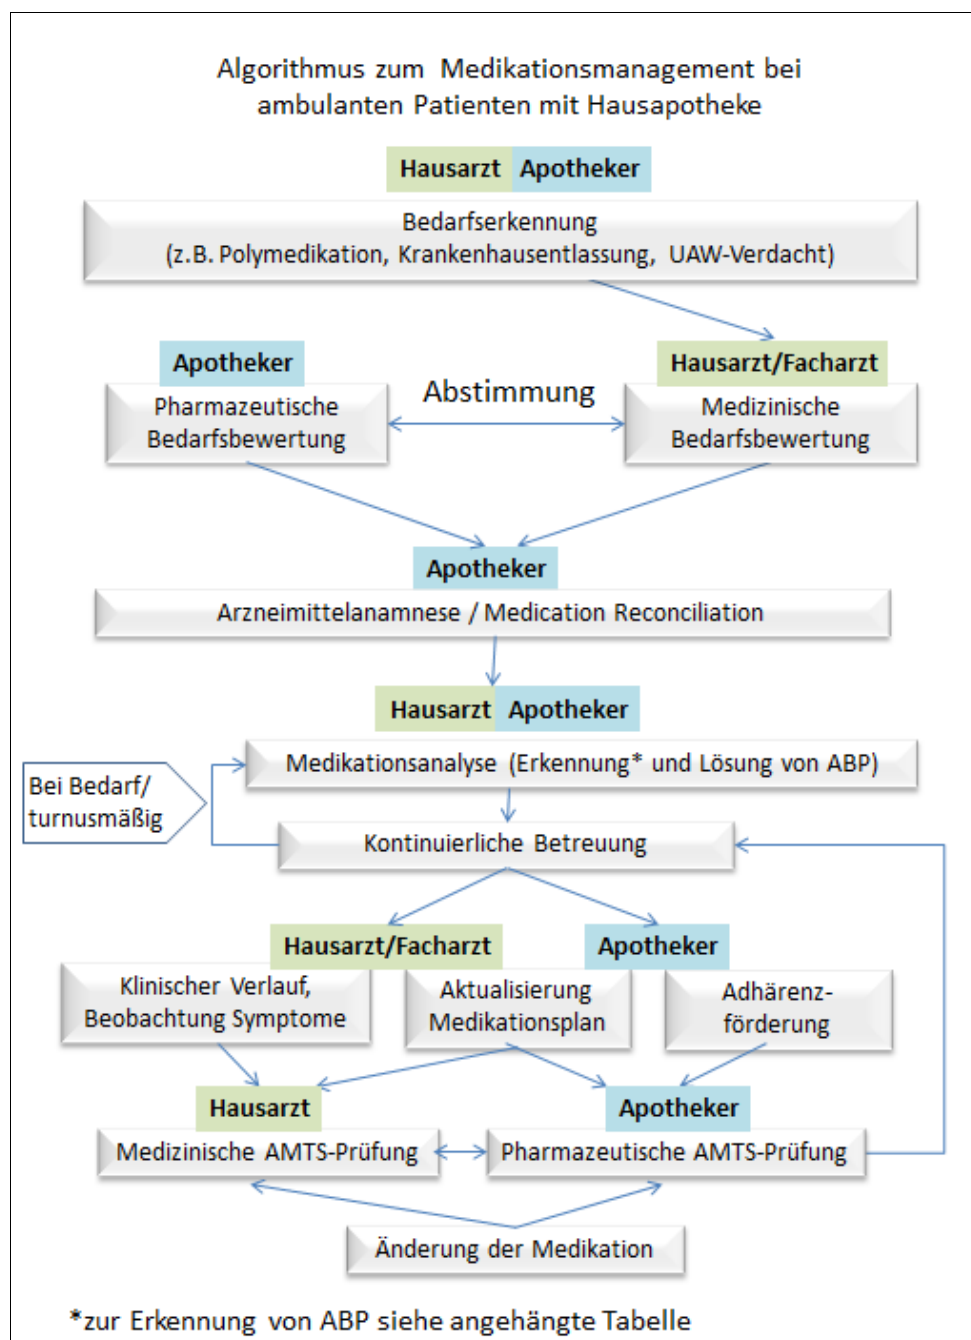 Algorithmus zum Medikationsmanagement bei
ambulanten Patienten mit Hausapotheke
Hausarzt Apotheker
Bedarfserkennung
(z.B. Polymedikation, Krankenhausentlassung, UAW-Verdacht)
Apotheker
Hausarzt/Facharzt
Pharmazeutische
Bedarfsbewertung
Abstimmung
Medizinische
Bedarfsbewertung
Apotheker
Arzneimittelanamnese / Medication Reconciliation
Hausarzt Apotheker
Medikationsanalyse (Erkennung* und Lösung von ABP)
Bei Bedarf/
turnusmäßig
Kontinuierliche Betreuung
Hausarzt/Facharzt
Apotheker
Klinischer Verlauf,
Beobachtung Symptome
Aktualisierung
Medikationsplan
Adhärenz-
förderung
Hausarzt
Apotheker
Medizinische AMTS-Prüfung
Pharmazeutische AMTS-Prüfung
Änderung der Medikation
*zur Erkennung von ABP siehe angehängte Tabelle